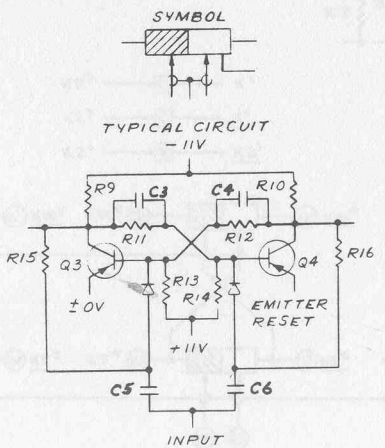 SYMBOL
TYPICAL CIRCUIT
-11V
R9 C3 C4 R10
R11 R12
R15 Q3 R13 R14 Q4 R16
±0V
EMITTER
RESET
+11V
C5 C6
INPUT